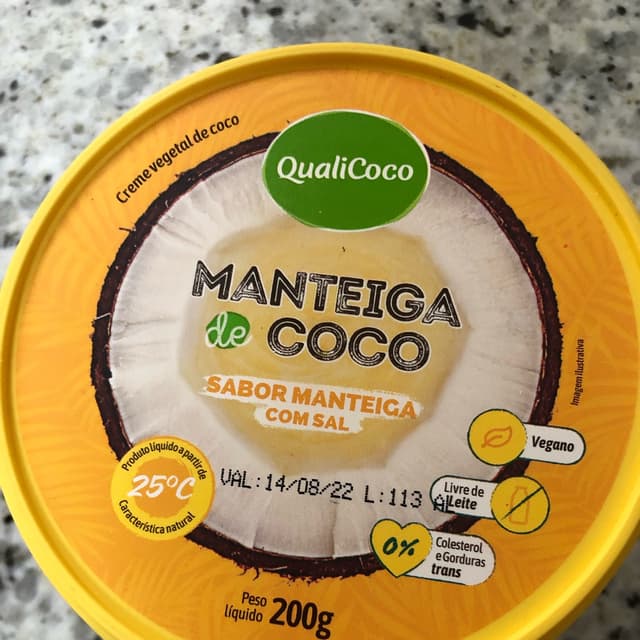 Creme vegetal de coco
QualiCoco
MANTEIGA
de COCO
SABOR MANTEIGA
COM SAL
Imagem ilustrativa
Vegano
Produto líquido a partir de
25°C
Característica natural
VAL:14/08/22 L:113 AL
Livre de
Leite
0%
Colesterol
e Gorduras
trans
Peso
líquido 200g